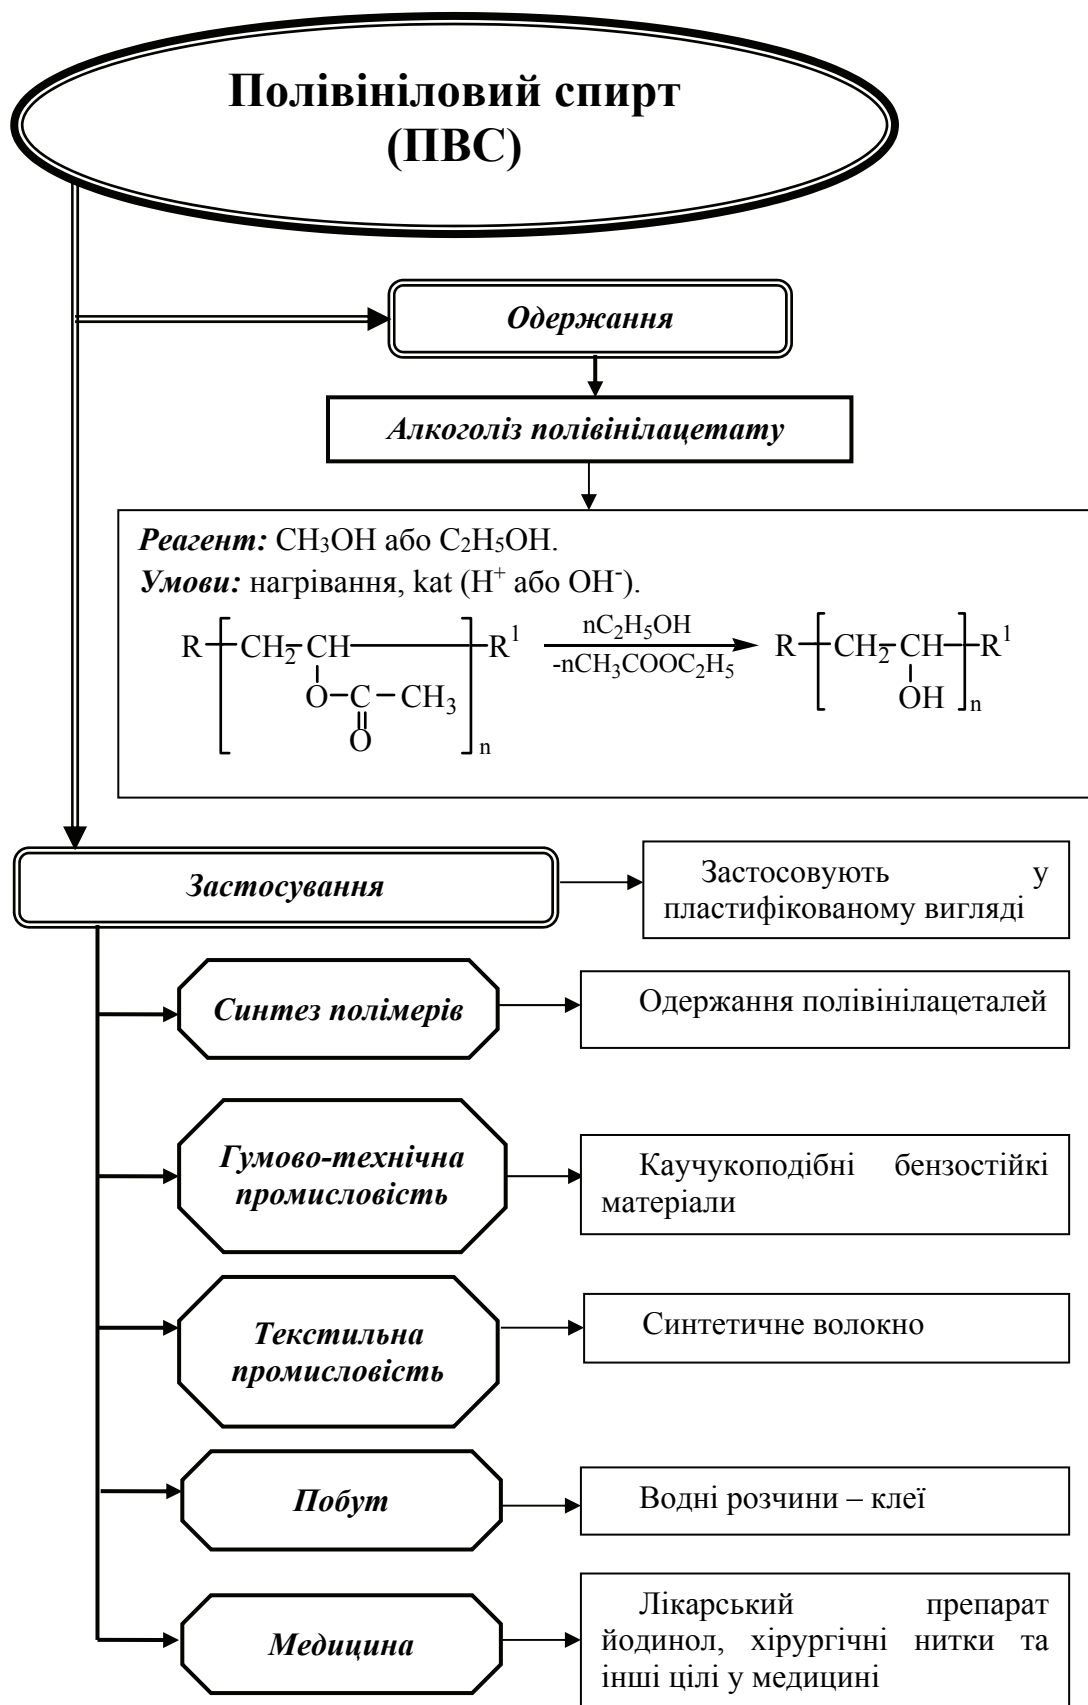 Полівініловий спирт
(ПВС)
Одержання
Алкоголіз полівінілацетату
Реагент: CH₃OH або C₂H₅OH.
Умови: нагрівання, kat (H⁺ або OH⁻).
nC₂H₅OH
R CH₂ CH R¹ R CH₂ CH R¹
-nCH₃COOC₂H₅
O–C–CH₃ OH
O n n
Застосування
Застосовують у
пластифікованому вигляді
Синтез полімерів
Одержання полівінілацеталей
Гумово-технічна
промисловість
Каучукоподібні бензостійкі
матеріали
Текстильна
промисловість
Синтетичне волокно
Побут
Водні розчини – клеї
Медицина
Лікарський препарат
йодинол, хірургічні нитки та
інші цілі у медицині